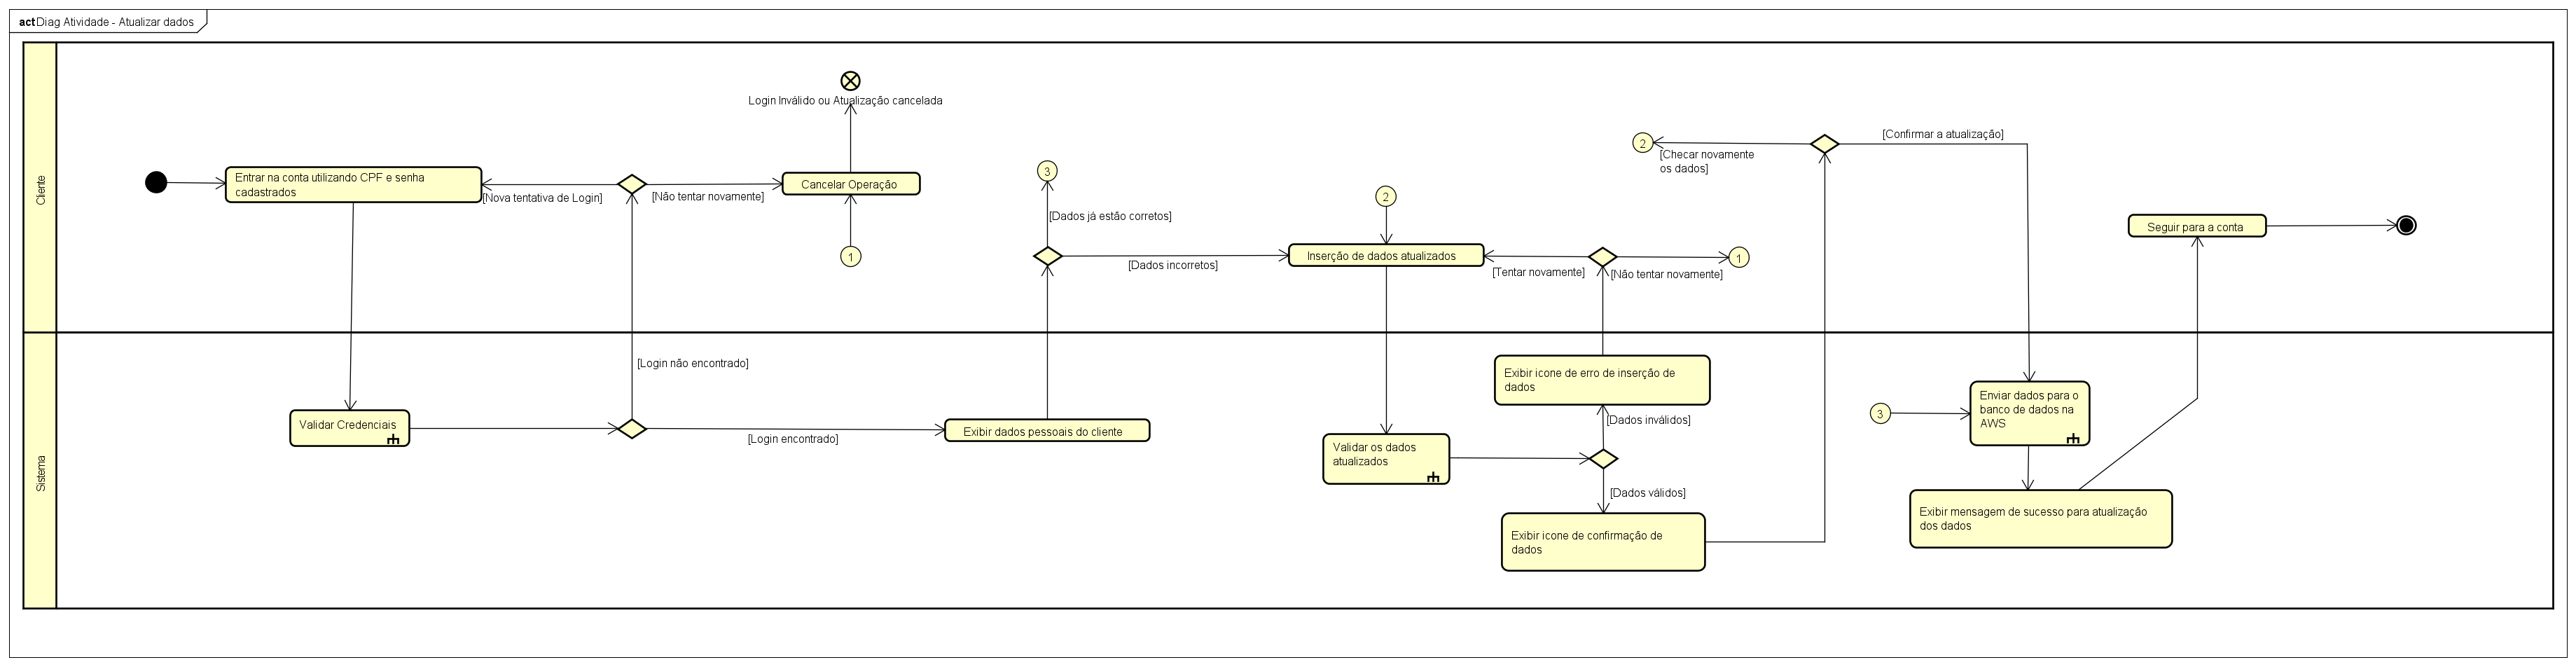 act Diag Atividade - Atualizar dados
Cliente
Login Inválido ou Atualização cancelada
Entrar na conta utilizando CPF e senha
cadastrados
[Nova tentativa de Login]
[Não tentar novamente]
Cancelar Operação
1
3
[Dados já estão corretos]
[Dados incorretos]
2
Inserção de dados atualizados
[Tentar novamente]
[Não tentar novamente]
1
2
[Checar novamente
os dados]
[Confirmar a atualização]
Seguir para a conta
Sistema
Validar Credenciais
[Login não encontrado]
[Login encontrado]
Exibir dados pessoais do cliente
Validar os dados
atualizados
Exibir icone de erro de inserção de
dados
[Dados inválidos]
[Dados válidos]
Exibir icone de confirmação de
dados
3
Enviar dados para o
banco de dados na
AWS
Exibir mensagem de sucesso para atualização
dos dados